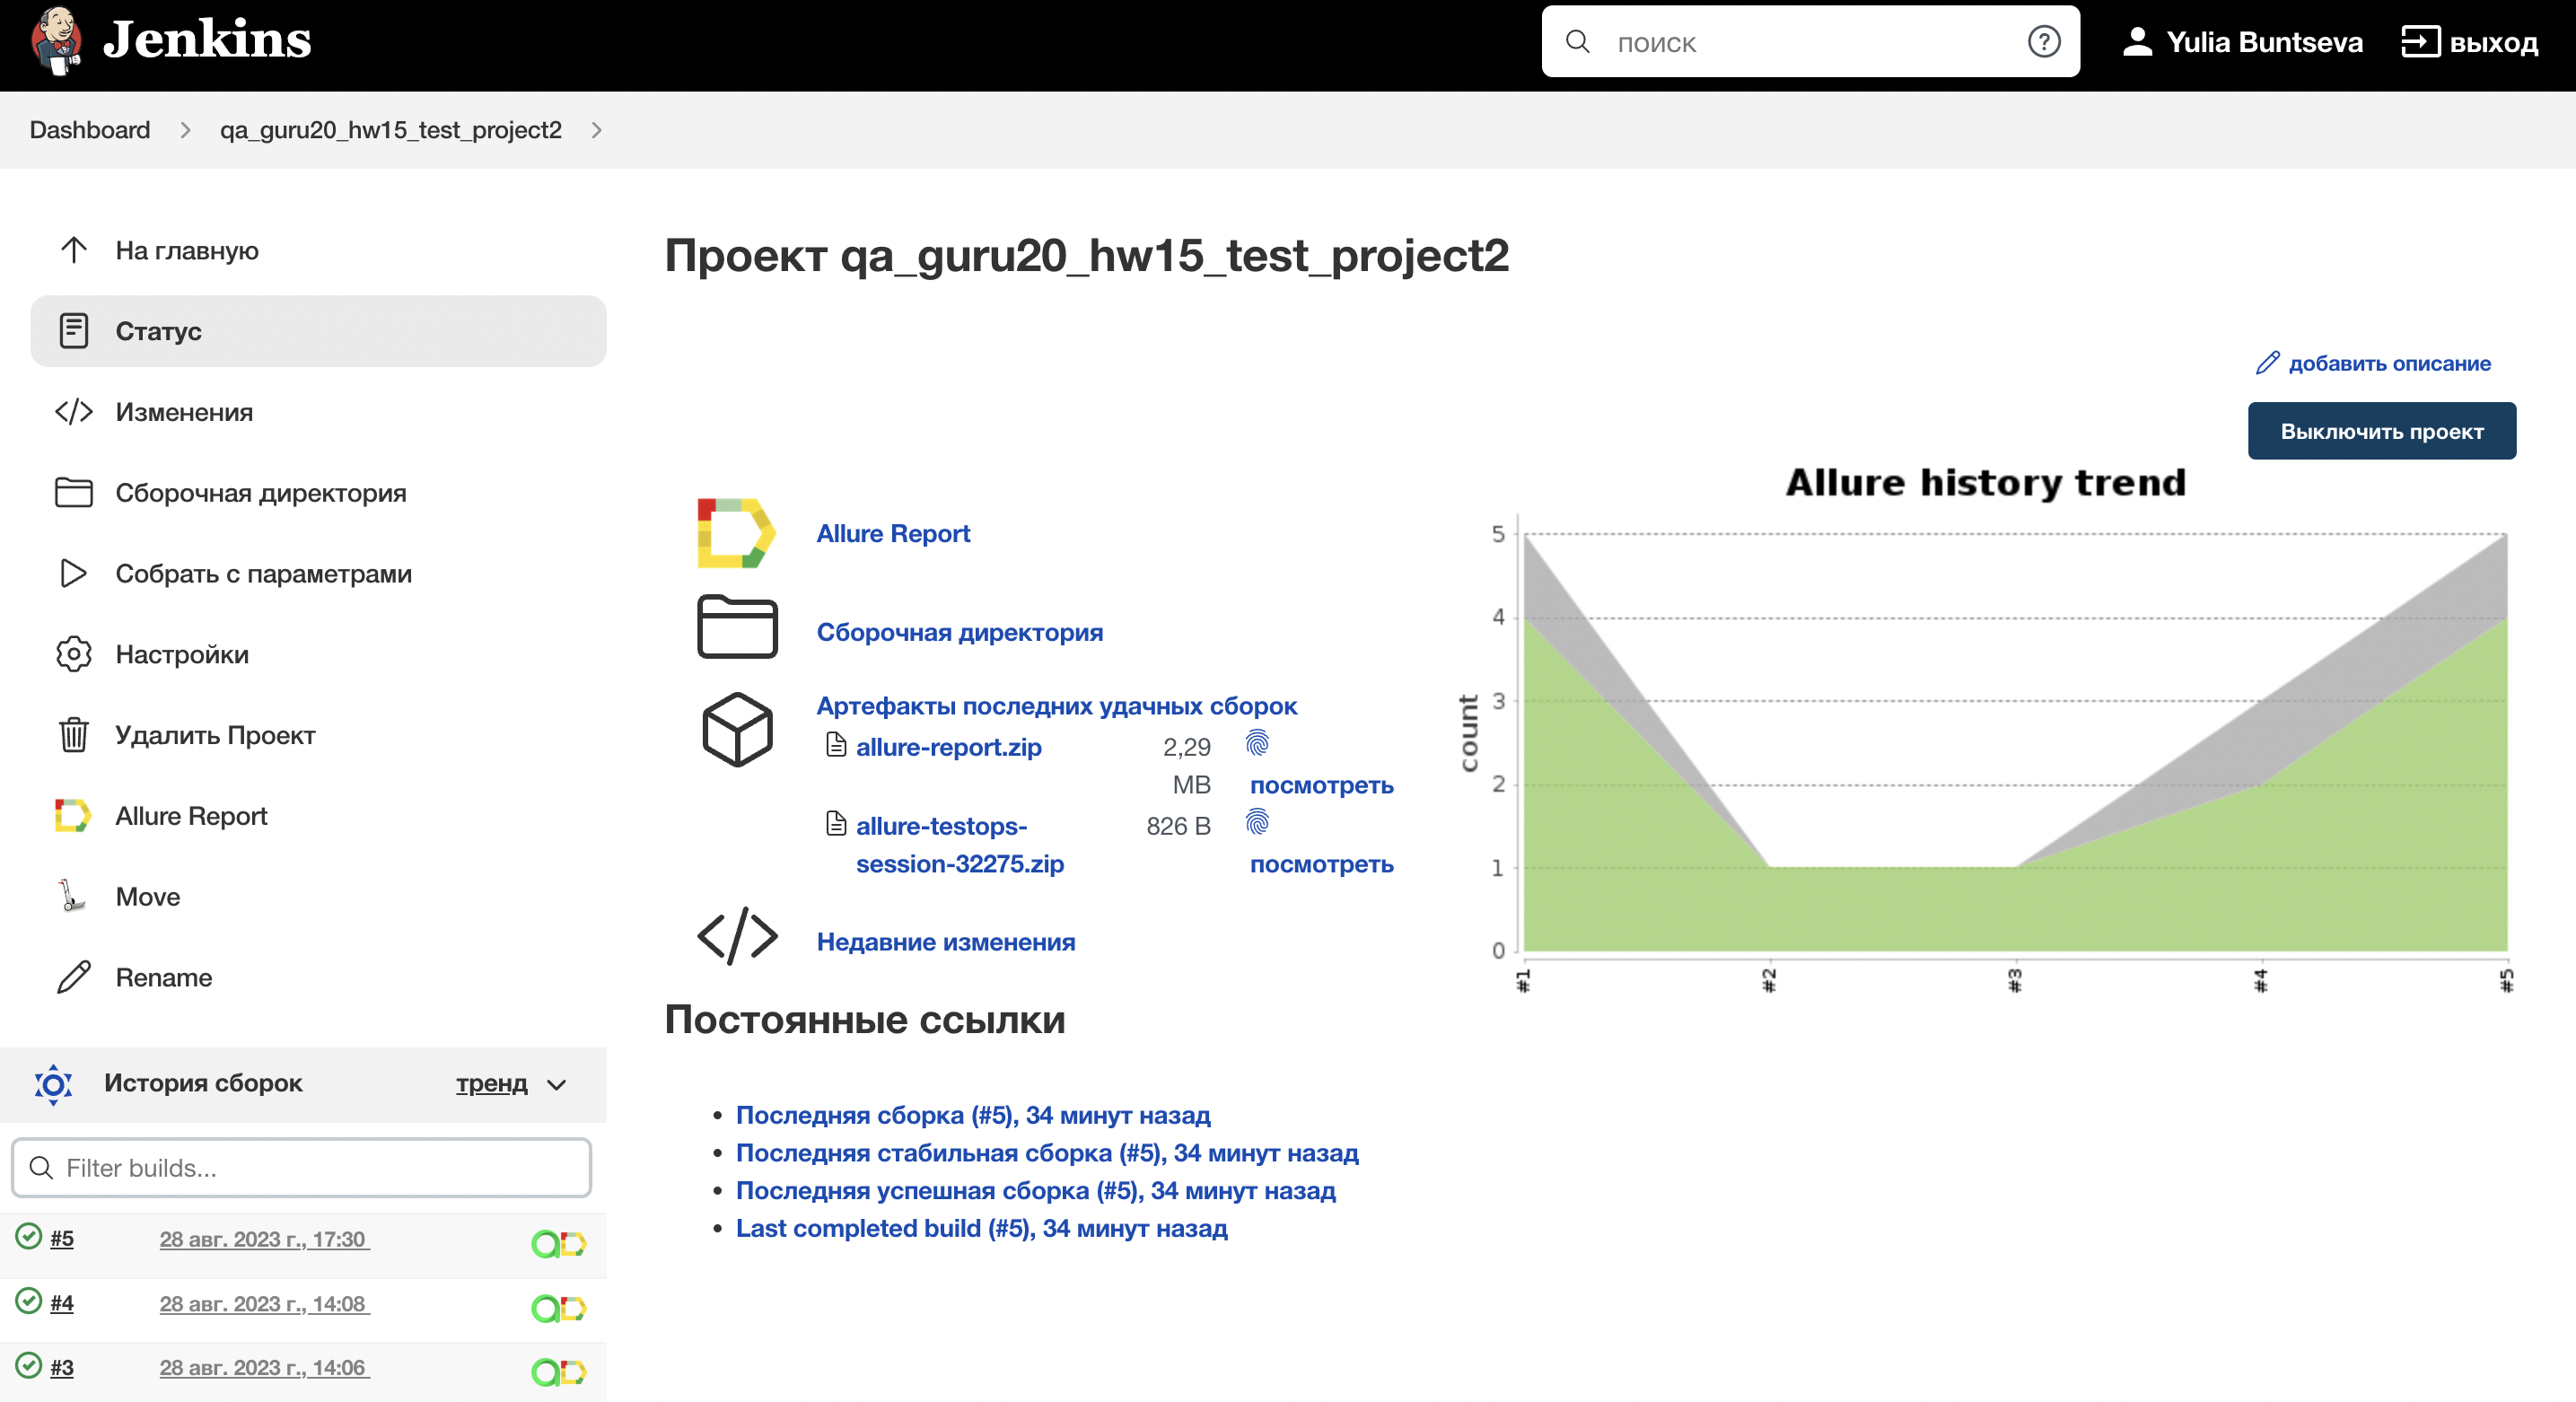 Jenkins
поиск
Yulia Buntseva
выход
Dashboard
qa_guru20_hw15_test_project2
На главную
Статус
Изменения
Сборочная директория
Собрать с параметрами
Настройки
Удалить Проект
Allure Report
Move
Rename
История сборок
тренд
Filter builds...
#5 28 авг. 2023 г., 17:30
#4 28 авг. 2023 г., 14:08
#3 28 авг. 2023 г., 14:06
Проект qa_guru20_hw15_test_project2
добавить описание
Выключить проект
Allure Report
Сборочная директория
Артефакты последних удачных сборок
allure-report.zip 2,29
MB посмотреть
allure-testops- 826 B
session-32275.zip посмотреть
Недавние изменения
Allure history trend
count
5
4
3
2
1
0
#1 #2 #3 #4 #5
Постоянные ссылки
Последняя сборка (#5), 34 минут назад
Последняя стабильная сборка (#5), 34 минут назад
Последняя успешная сборка (#5), 34 минут назад
Last completed build (#5), 34 минут назад